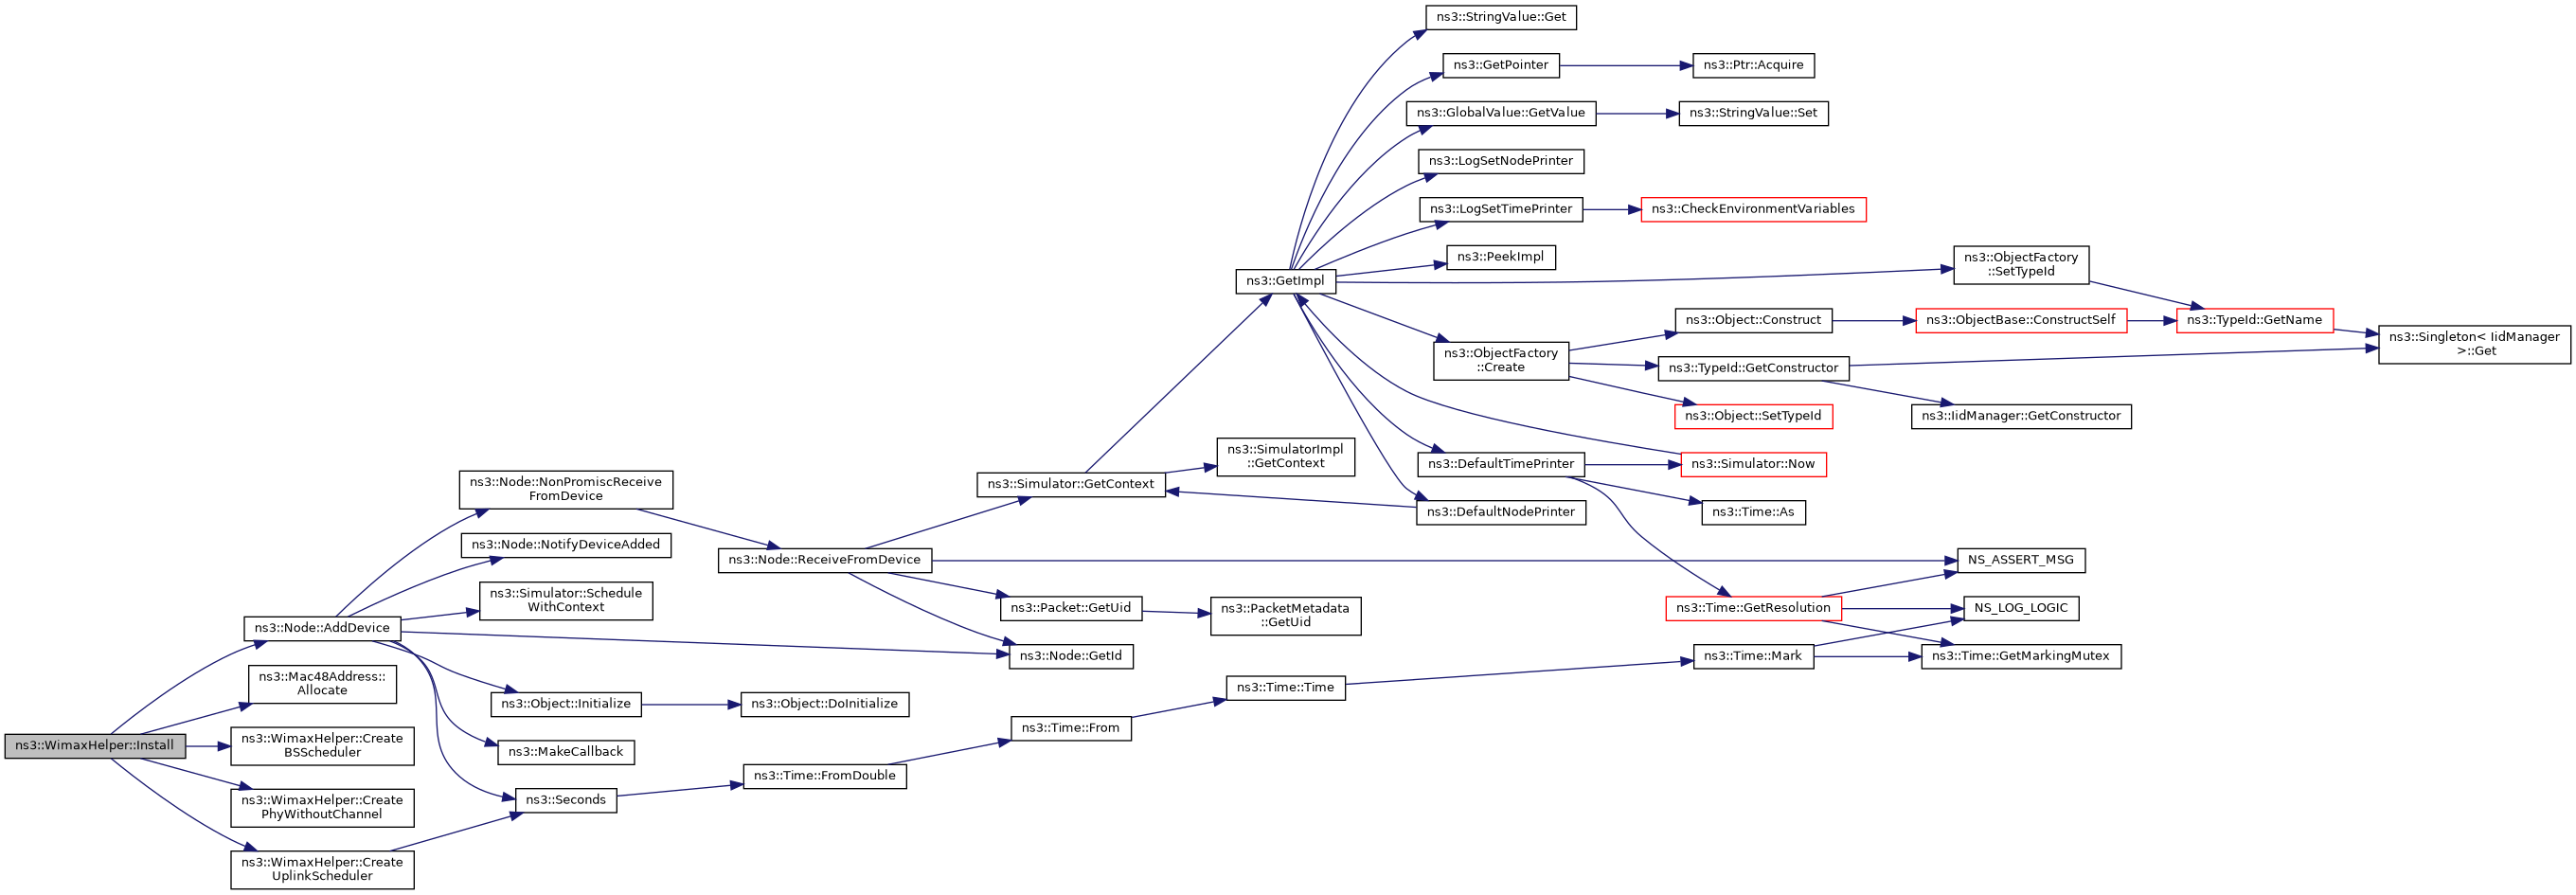 ns3::StringValue::Get
ns3::GetPointer
ns3::Ptr::Acquire
ns3::GlobalValue::GetValue
ns3::StringValue::Set
ns3::LogSetNodePrinter
ns3::LogSetTimePrinter
ns3::CheckEnvironmentVariables
ns3::PeekImpl
ns3::ObjectFactory
::SetTypeId
ns3::GetImpl
ns3::Object::Construct
ns3::ObjectBase::ConstructSelf
ns3::TypeId::GetName
ns3::Singleton< IidManager
>::Get
ns3::ObjectFactory
::Create
ns3::TypeId::GetConstructor
ns3::Object::SetTypeId
ns3::IidManager::GetConstructor
ns3::SimulatorImpl
::GetContext
ns3::DefaultTimePrinter
ns3::Simulator::Now
ns3::Simulator::GetContext
ns3::Node::NonPromiscReceive
FromDevice
ns3::DefaultNodePrinter
ns3::Time::As
ns3::Node::NotifyDeviceAdded
ns3::Node::ReceiveFromDevice
NS_ASSERT_MSG
ns3::Simulator::Schedule
WithContext
ns3::Packet::GetUid
ns3::PacketMetadata
::GetUid
ns3::Time::GetResolution
NS_LOG_LOGIC
ns3::Node::AddDevice
ns3::Node::GetId
ns3::Time::Mark
ns3::Time::GetMarkingMutex
ns3::Mac48Address::
Allocate
ns3::Object::Initialize
ns3::Object::DoInitialize
ns3::Time::Time
ns3::Time::From
ns3::WimaxHelper::Install
ns3::WimaxHelper::Create
BSScheduler
ns3::MakeCallback
ns3::Time::FromDouble
ns3::WimaxHelper::Create
PhyWithoutChannel
ns3::Seconds
ns3::WimaxHelper::Create
UplinkScheduler